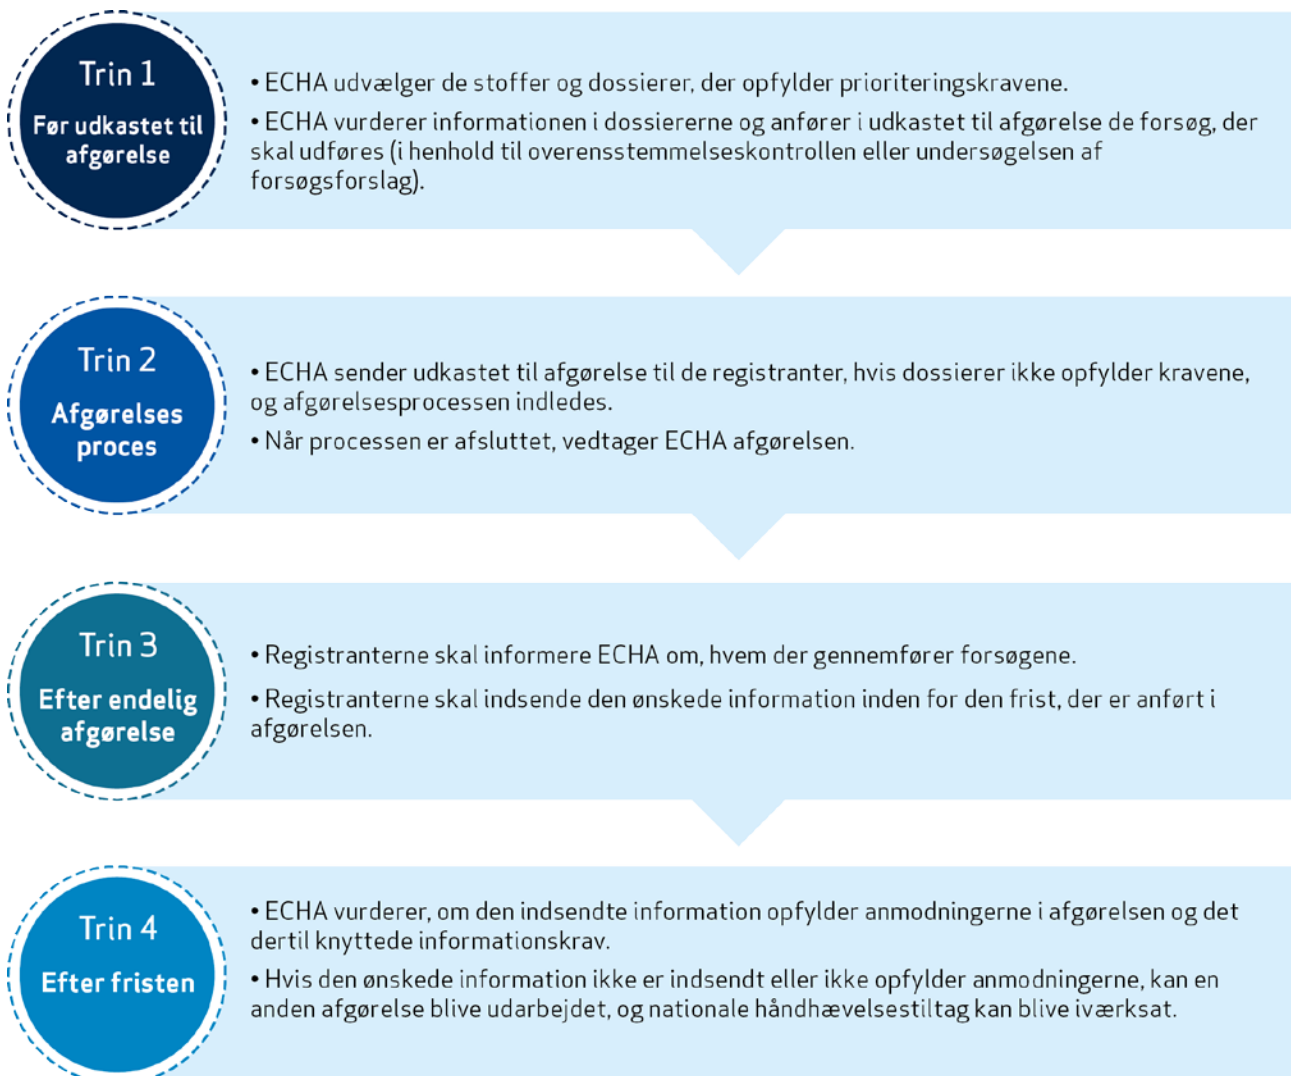 Trin 1
Før udkastet til
afgørelse
• ECHA udvælger de stoffer og dossierer, der opfylder prioriteringskravene.
• ECHA vurderer informationen i dossiererne og anfører i udkastet til afgørelse de forsøg, der
skal udføres (i henhold til overensstemmelseskontrollen eller undersøgelsen af
forsøgsforslag).
Trin 2
Afgørelses
proces
• ECHA sender udkastet til afgørelse til de registranter, hvis dossierer ikke opfylder kravene,
og afgørelsesprocessen indledes.
• Når processen er afsluttet, vedtager ECHA afgørelsen.
Trin 3
Efter endelig
afgørelse
• Registranterne skal informere ECHA om, hvem der gennemfører forsøgene.
• Registranterne skal indsende den ønskede information inden for den frist, der er anført i
afgørelsen.
Trin 4
Efter fristen
• ECHA vurderer, om den indsendte information opfylder anmodningerne i afgørelsen og det
dertil knyttede informationskrav.
• Hvis den ønskede information ikke er indsendt eller ikke opfylder anmodningerne, kan en
anden afgørelse blive udarbejdet, og nationale håndhævelsestiltag kan blive iværksat.